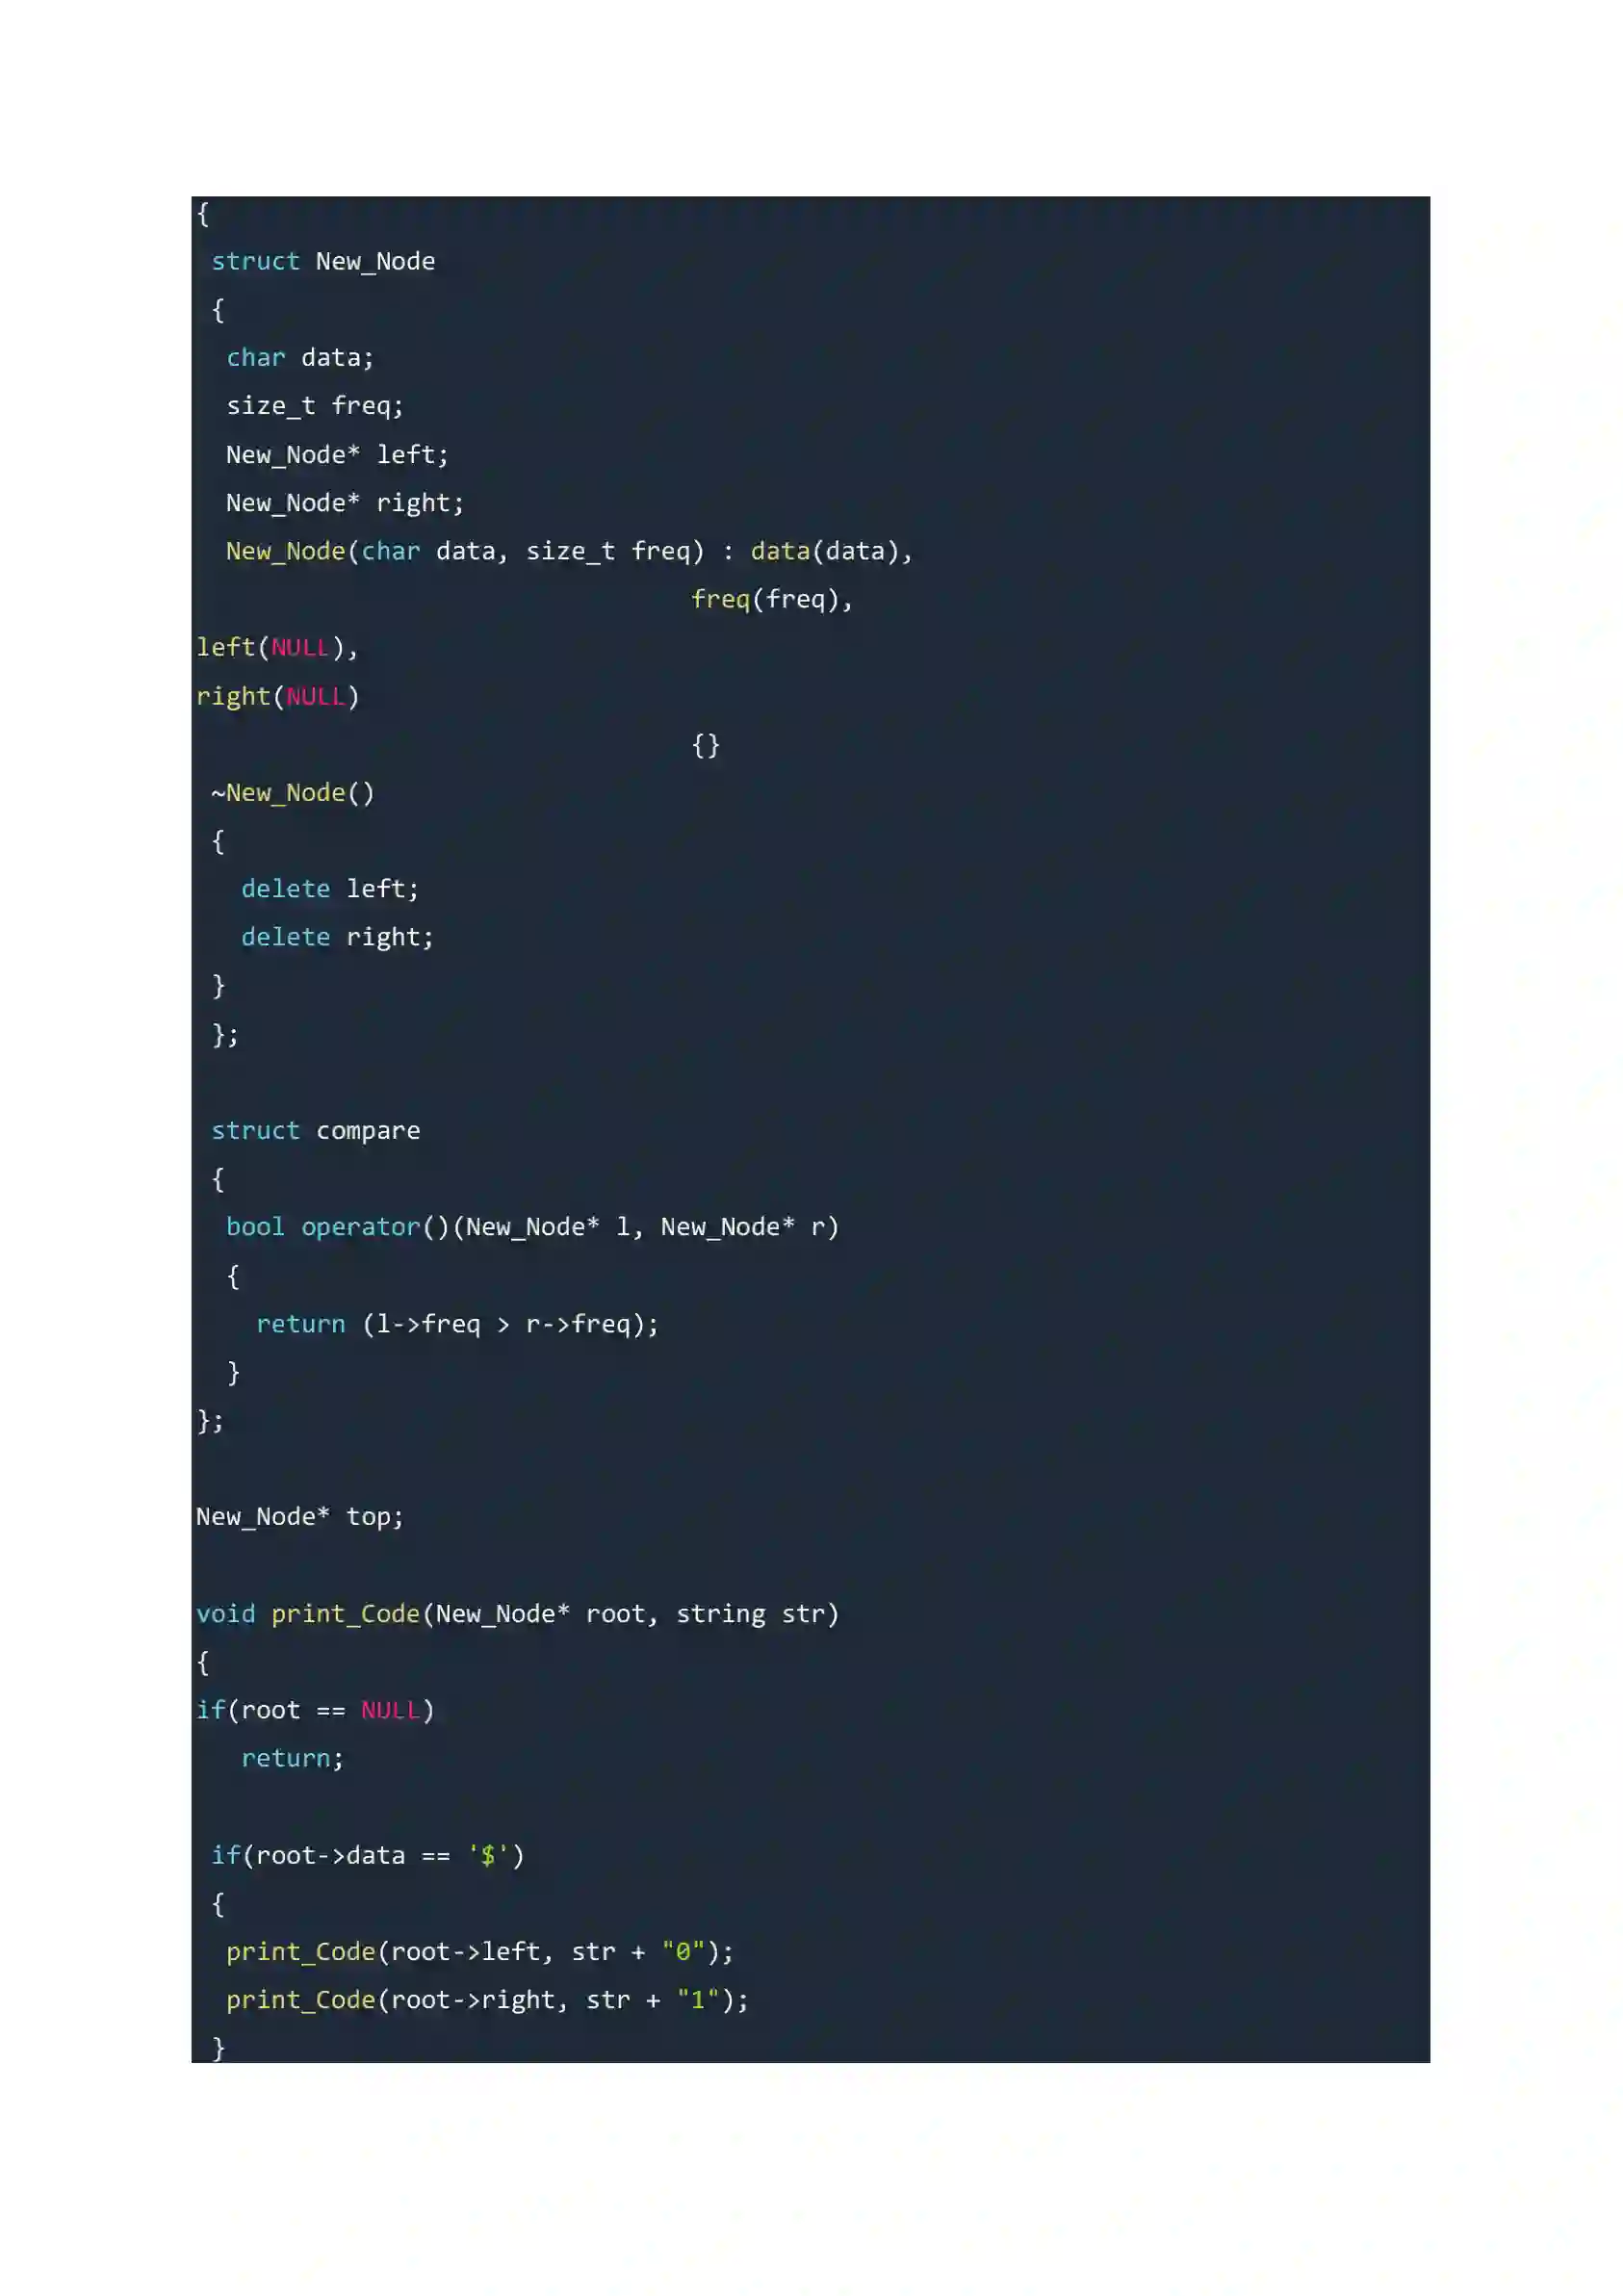 {
struct New_Node
{
char data;
size_t freq;
New_Node* left;
New_Node* right;
New_Node(char data, size_t freq) : data(data),
freq(freq),
left(NULL),
right(NULL)
{}
~New_Node()
{
delete left;
delete right;
}
};
struct compare
{
bool operator()(New_Node* l, New_Node* r)
{
return (l->freq > r->freq);
}
};
New_Node* top;
void print_Code(New_Node* root, string str)
{
if(root == NULL)
return;
if(root->data == '$')
{
print_Code(root->left, str + "0");
print_Code(root->right, str + "1");
}